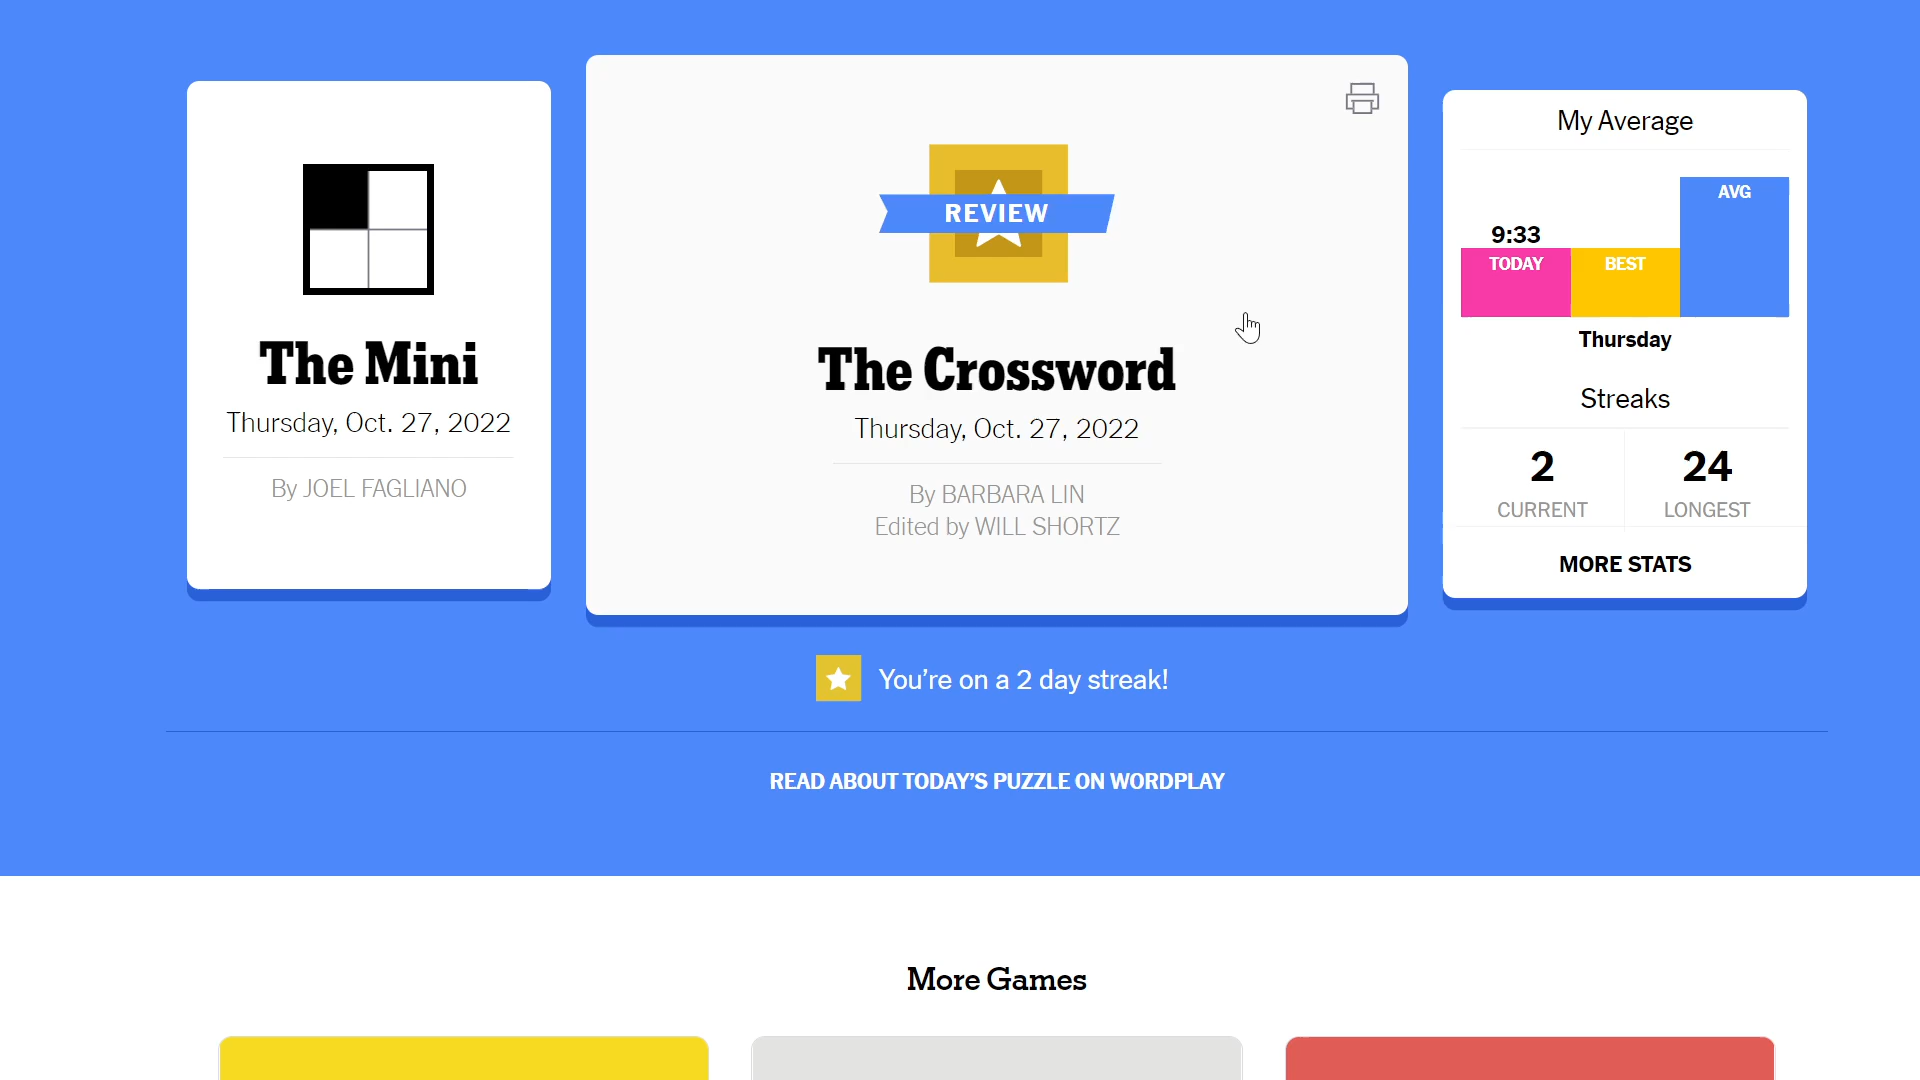 The Mini
Thursday, Oct. 27, 2022
By JOEL FAGLIANO
REVIEW
The Crossword
Thursday, Oct. 27, 2022
By BARBARA LIN
Edited by WILL SHORTZ
My Average
AVG
9:33
TODAY
BEST
Thursday
Streaks
2
24
CURRENT
LONGEST
MORE STATS
You’re on a 2 day streak!
READ ABOUT TODAY’S PUZZLE ON WORDPLAY
More Games